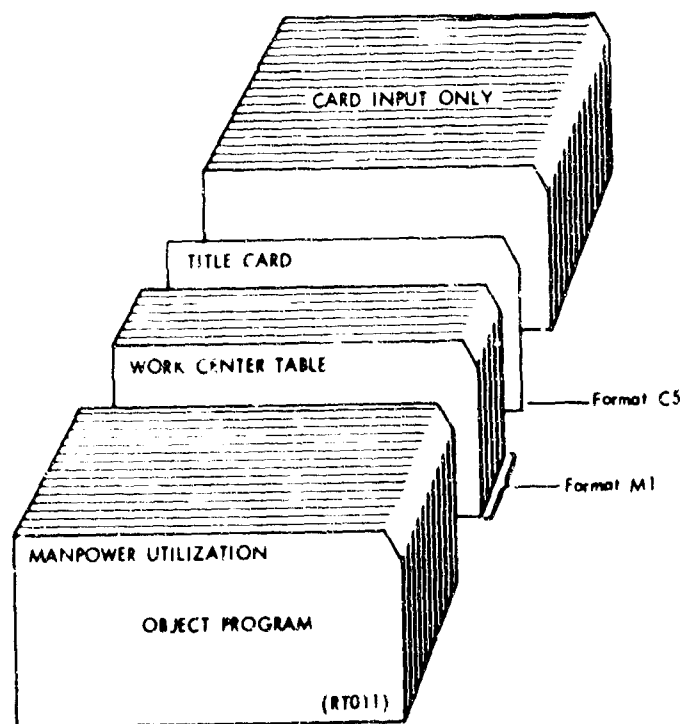 CARD INPUT ONLY
TITLE CARD
WORK CENTER TABLE
Format C5
Format M1
MANPOWER UTILIZATION
OBJECT PROGRAM
(RT011)